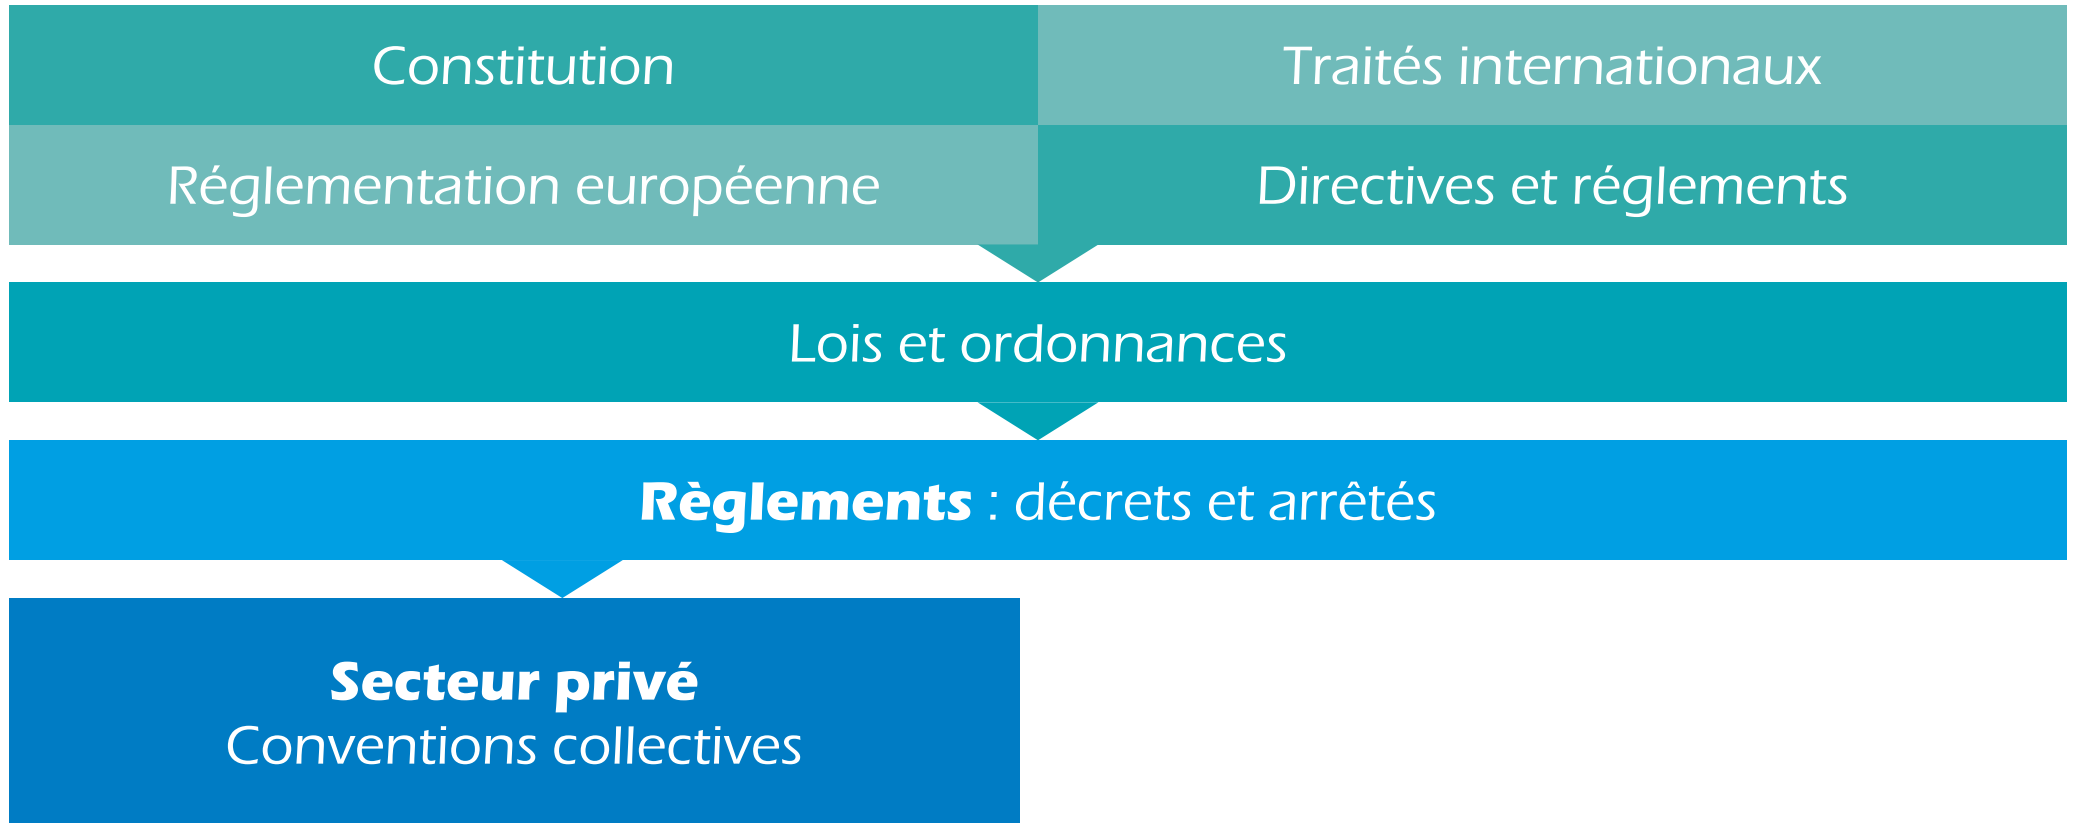 Constitution
Traités internationaux
Réglementation européenne
Directives et réglements
Lois et ordonnances
Règlements : décrets et arrêtés
Secteur privé
Conventions collectives